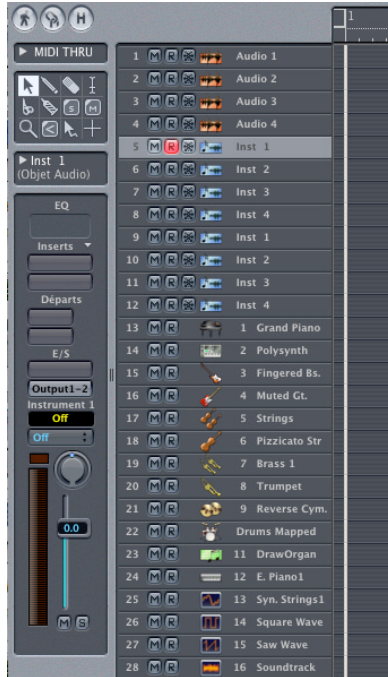 H
1
MIDI THRU
S M
Inst 1
(Objet Audio)
EQ
Inserts
Départs
E/S
Output1-2
Instrument 1
Off
Off
0.0
M S
1 M R Audio 1
2 M R Audio 2
3 M R Audio 3
4 M R Audio 4
5 M R Inst 1
6 M R Inst 2
7 M R Inst 3
8 M R Inst 4
9 M R Inst 1
10 M R Inst 2
11 M R Inst 3
12 M R Inst 4
13 M R 1 Grand Piano
14 M R 2 Polysynth
15 M R 3 Fingered Bs.
16 M R 4 Muted Gt.
17 M R 5 Strings
18 M R 6 Pizzicato Str
19 M R 7 Brass 1
20 M R 8 Trumpet
21 M R 9 Reverse Cym.
22 M R Drums Mapped
23 M R 11 DrawOrgan
24 M R 12 E. Piano1
25 M R 13 Syn. Strings1
26 M R 14 Square Wave
27 M R 15 Saw Wave
28 M R 16 Soundtrack